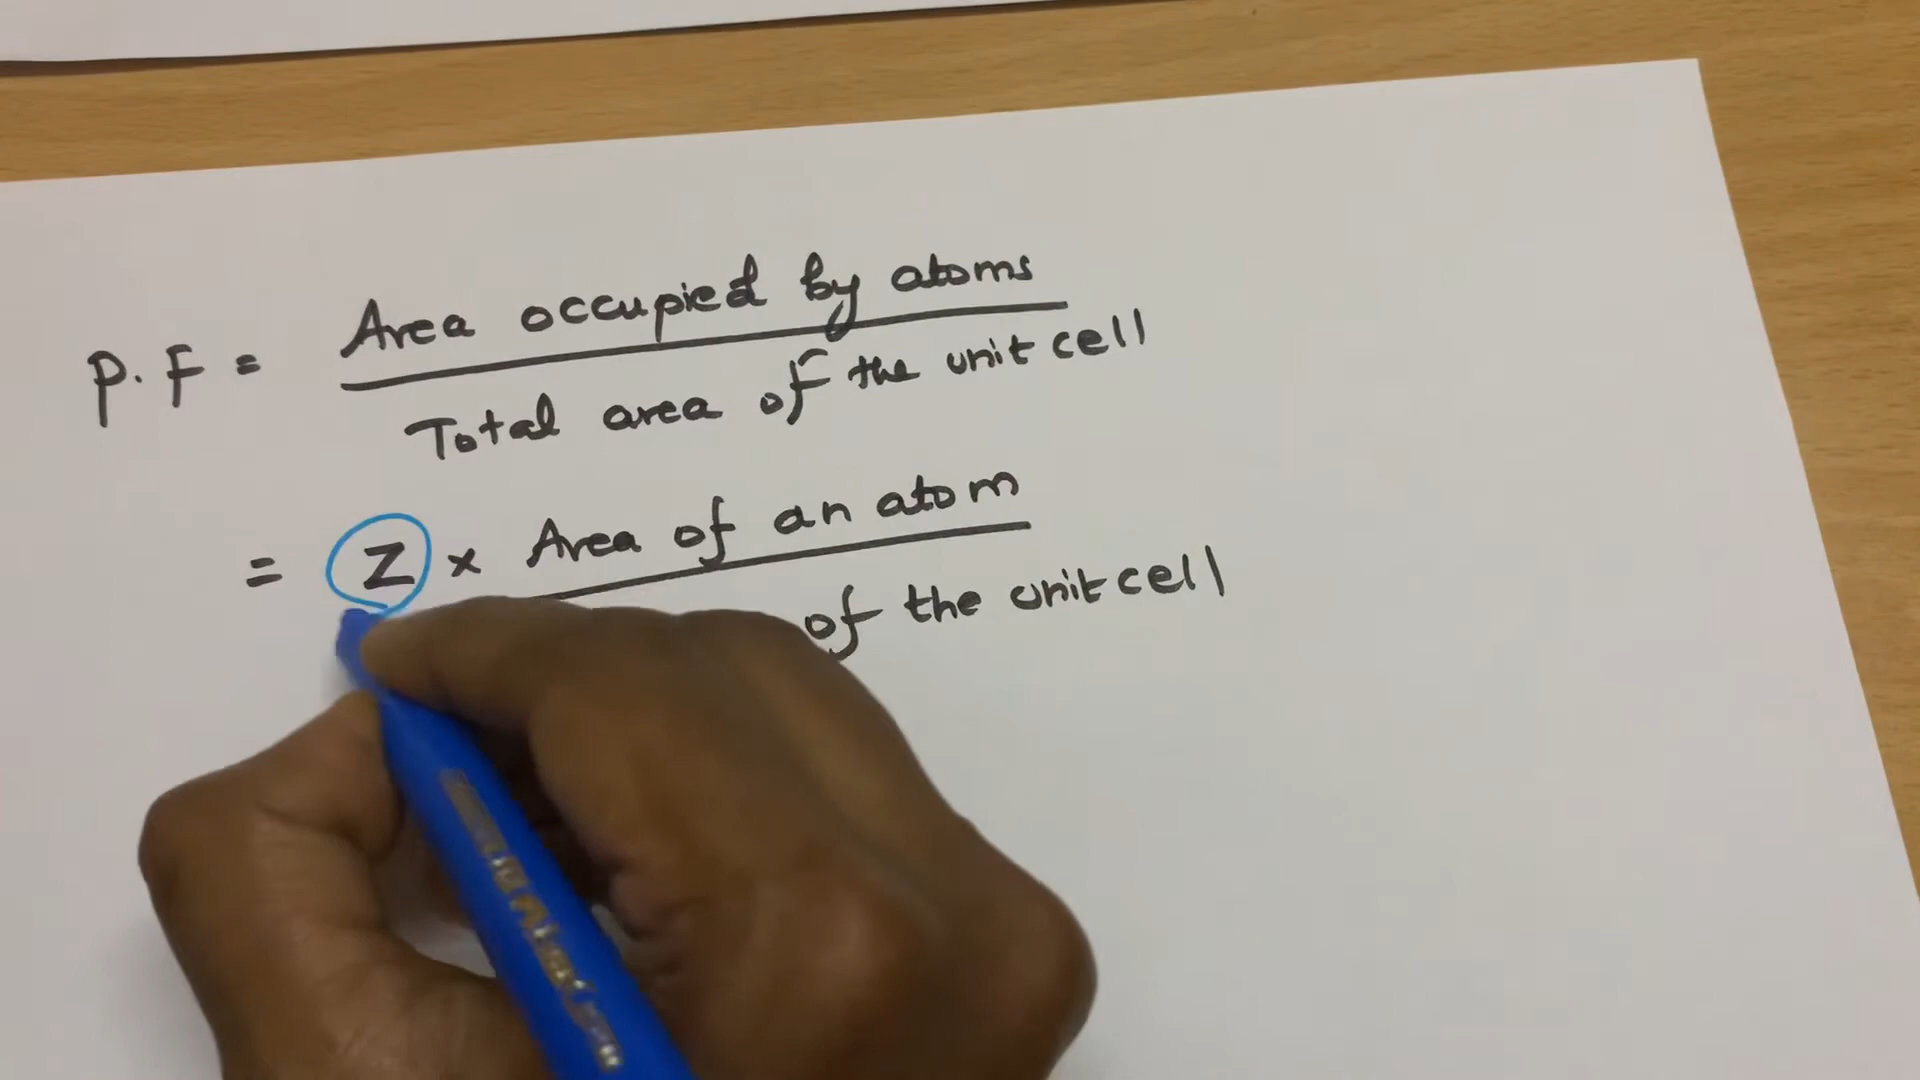 P.F = Area occupied by atoms
Total area of the unit cell
= Z × Area of an atom
of the unit cell